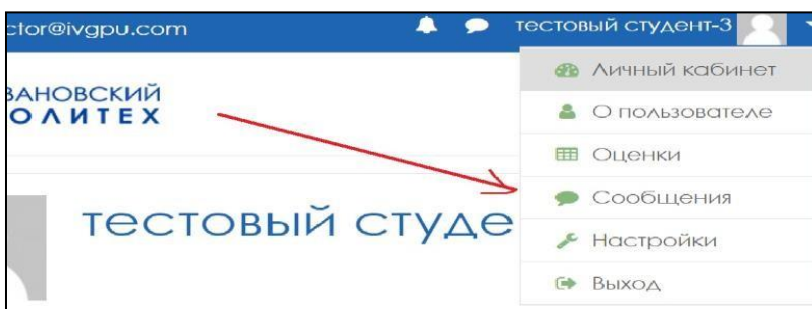 ctor@ivgpu.com
тестовый студент-3
ВАНОВСКИЙ
ОЛИТЕХ
тестовый студе
Личный кабинет
О пользователе
Оценки
Сообщения
Настройки
Выход